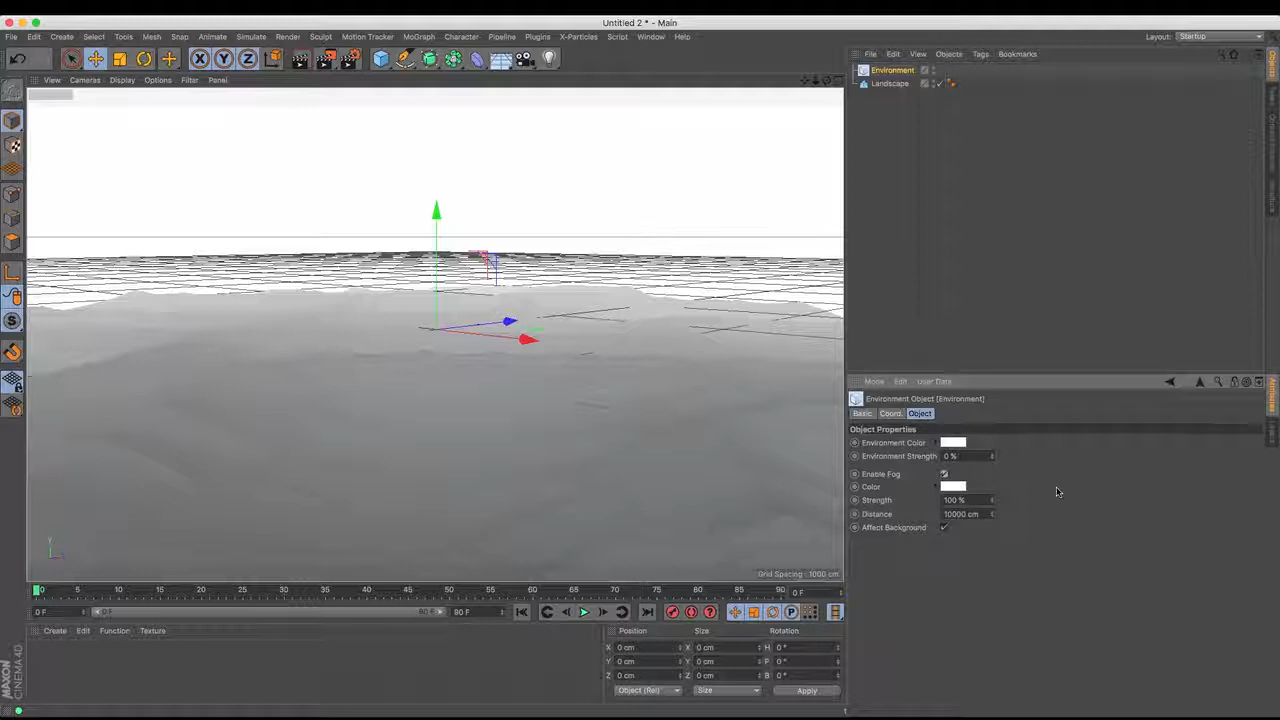 Untitled 2 * - Main
File Edit Create Select Tools Mesh Snap Animate Simulate Render Sculpt Motion Tracker MoGraph Character Pipeline Plugins X-Particles Script Window Help
Layout: Startup
File Edit View Objects Tags Bookmarks
View Cameras Display Options Filter Panel
Environment
Landscape
Objects
Mode Edit User Data
Attributes
Environment Object [Environment]
Basic Coord. Object
Object Properties
Environment Color
Environment Strength 0 %
Enable Fog
Color
Strength 100 %
Distance 10000 cm
Affect Background
Y
Grid Spacing : 1000 cm
0 5 10 15 20 25 30 35 40 45 50 55 60 65 70 75 80 85 90 0 F
0 F 0 F 90 F
Create Edit Function Texture
Position Size Rotation
X 0 cm X 0 cm H 0 °
Y 0 cm Y 0 cm P 0 °
Z 0 cm Z 0 cm B 0 °
Object (Rel) Size Apply
MAXON
CINEMA 4D